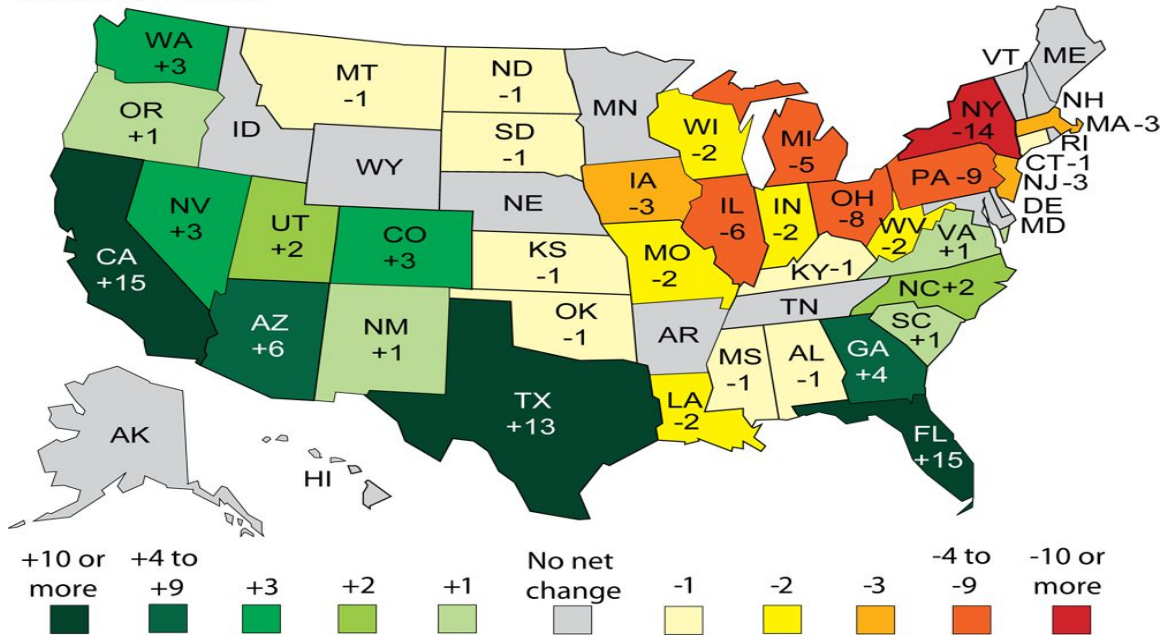 WA
+3
MT
-1
ND
-1
MN
VT
ME
OR
+1
ID
SD
-1
WI
-2
MI
-5
NY
-14
NH
MA -3
RI
CT -1
NJ -3
DE
MD
WY
NE
IA
-3
IL
-6
IN
-2
OH
-8
PA -9
NV
+3
UT
+2
CO
+3
KS
-1
MO
-2
WV
-2
VA
+1
KY -1
CA
+15
AZ
+6
NM
+1
OK
-1
AR
TN
NC+2
SC
+1
MS
-1
AL
-1
GA
+4
TX
+13
LA
-2
FL
+15
AK
HI
+10 or
more
+4 to
+9
+3
+2
+1
No net
change
-1
-2
-3
-4 to
-9
-10 or
more